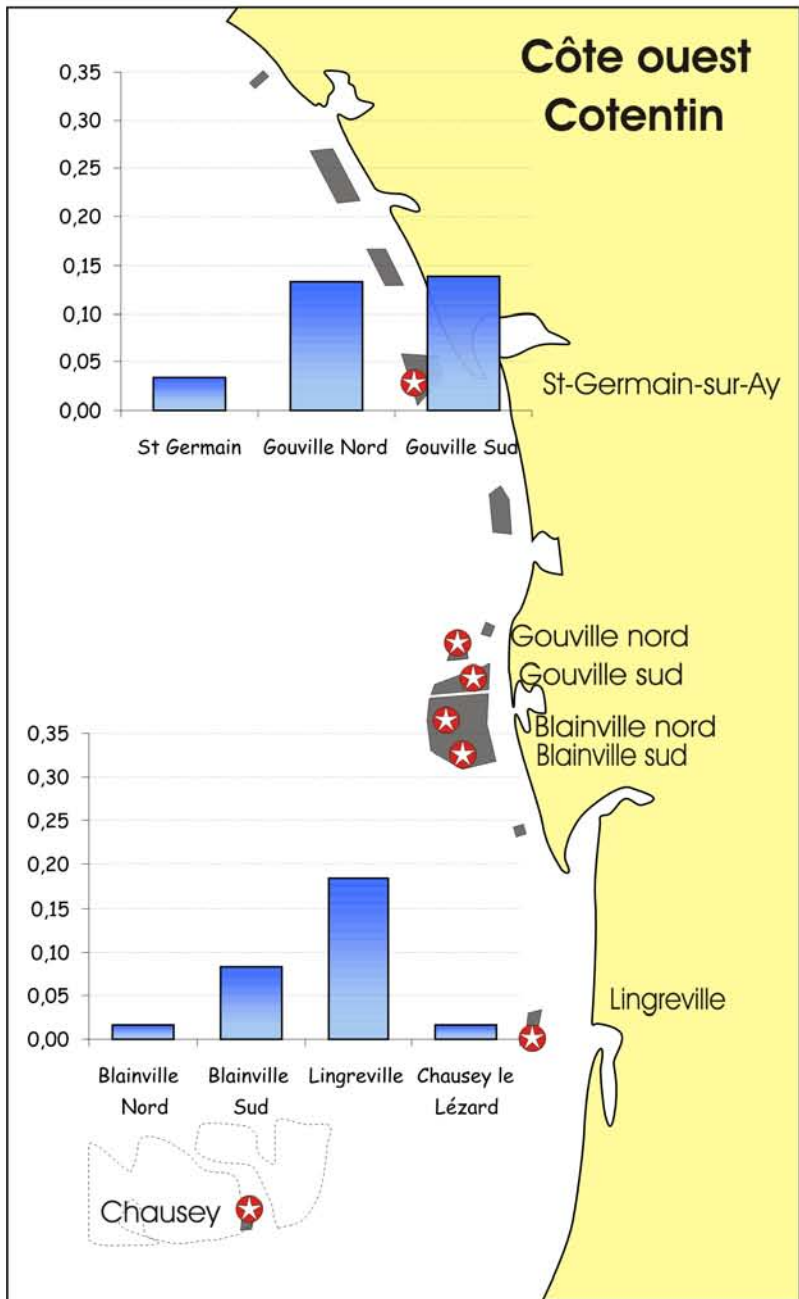 Côte ouest
Cotentin
0,35
0,30
0,25
0,20
0,15
0,10
0,05
0,00
St Germain
Gouville Nord
Gouville Sud
St-Germain-sur-Ay
Gouville nord
Gouville sud
Blainville nord
Blainville sud
0,35
0,30
0,25
0,20
0,15
0,10
0,05
0,00
Blainville
Nord
Blainville
Sud
Lingreville
Chausey le
Lézard
Lingreville
Chausey